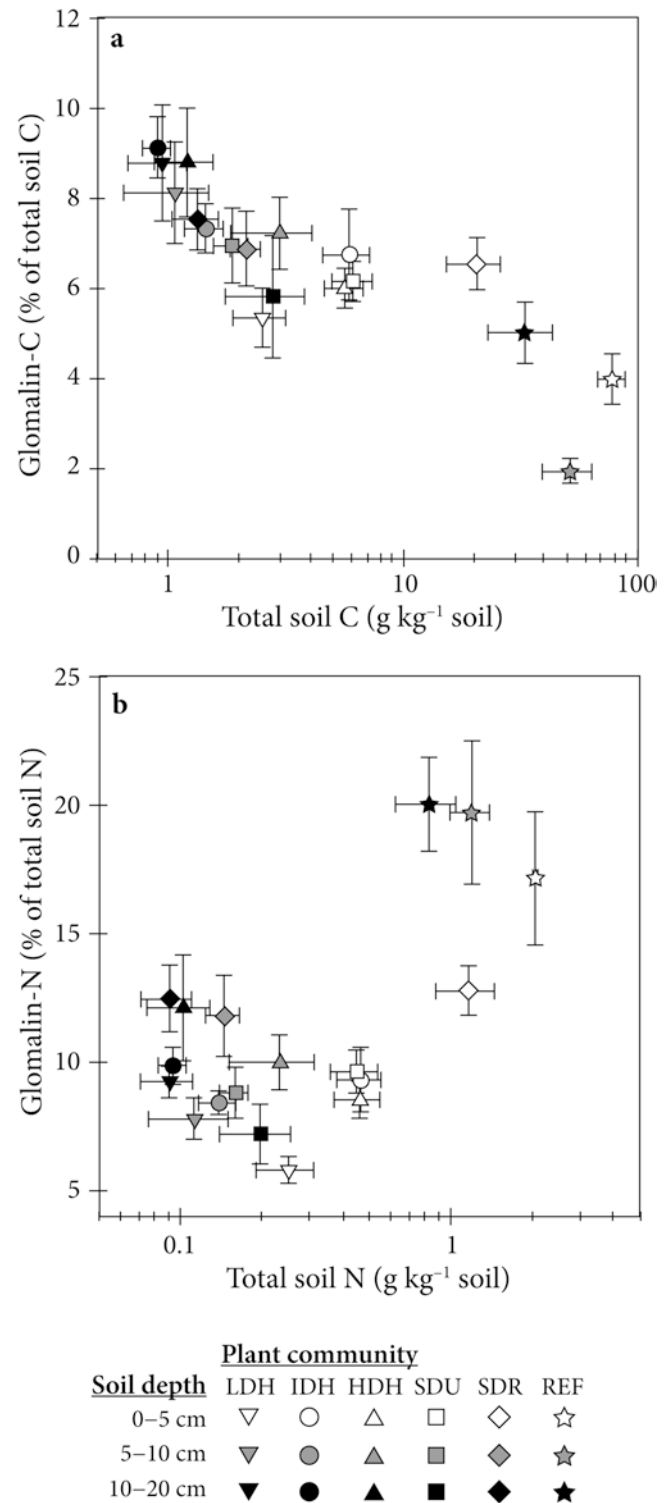 a
12
10
8
6
4
2
0
Glomalin-C (% of total soil C)
1 10 100
Total soil C (g kg⁻¹ soil)
b
25
20
15
10
5
Glomalin-N (% of total soil N)
0.1 1
Total soil N (g kg⁻¹ soil)
Plant community
Soil depth LDH IDH HDH SDU SDR REF
0–5 cm
5–10 cm
10–20 cm